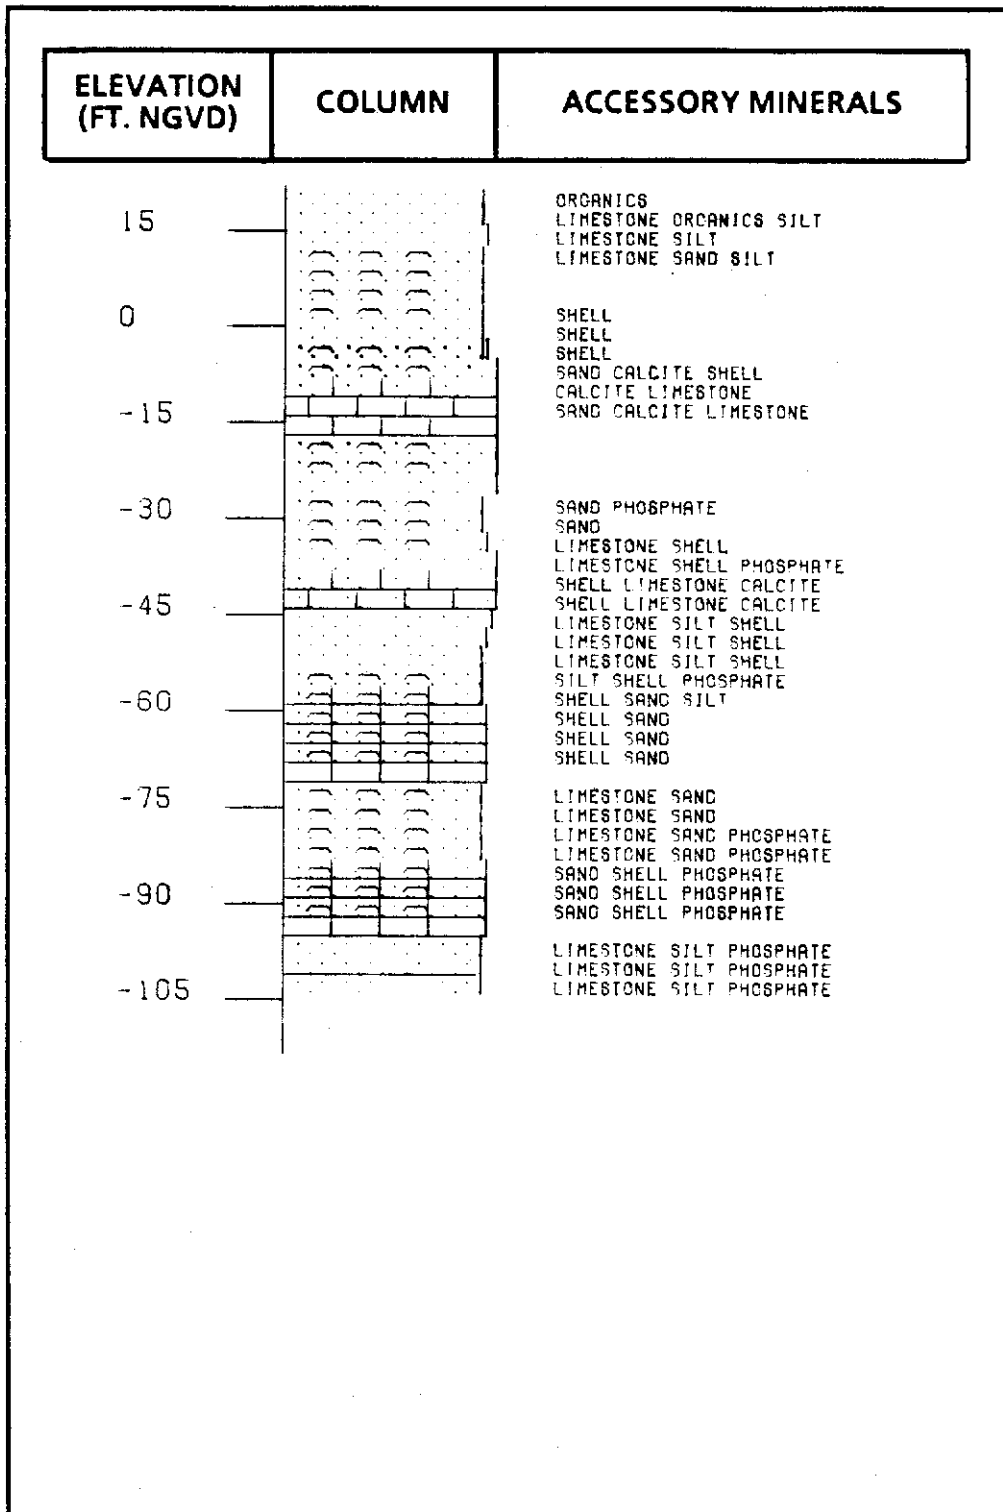 ELEVATION
(FT. NGVD)
COLUMN
ACCESSORY MINERALS
ORGANICS
15 LIMESTONE ORGANICS SILT
LIMESTONE SILT
LIMESTONE SAND SILT
0 SHELL
SHELL
SHELL
SAND CALCITE SHELL
CALCITE LIMESTONE
-15 SAND CALCITE LIMESTONE
-30 SAND PHOSPHATE
SAND
LIMESTONE SHELL
LIMESTONE SHELL PHOSPHATE
SHELL LIMESTONE CALCITE
-45 SHELL LIMESTONE CALCITE
LIMESTONE SILT SHELL
LIMESTONE SILT SHELL
LIMESTONE SILT SHELL
SILT SHELL PHOSPHATE
-60 SHELL SAND SILT
SHELL SAND
SHELL SAND
SHELL SAND
-75 LIMESTONE SAND
LIMESTONE SAND
LIMESTONE SAND PHOSPHATE
LIMESTONE SAND PHOSPHATE
SAND SHELL PHOSPHATE
-90 SAND SHELL PHOSPHATE
SAND SHELL PHOSPHATE
LIMESTONE SILT PHOSPHATE
LIMESTONE SILT PHOSPHATE
-105 LIMESTONE SILT PHOSPHATE